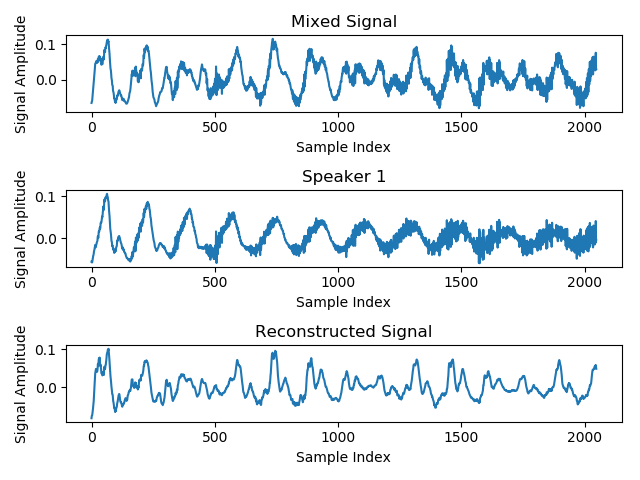 Mixed Signal
Signal Amplitude
0.1
0.0
0 500 1000 1500 2000
Sample Index
Speaker 1
Signal Amplitude
0.1
0.0
0 500 1000 1500 2000
Sample Index
Reconstructed Signal
Signal Amplitude
0.1
0.0
0 500 1000 1500 2000
Sample Index